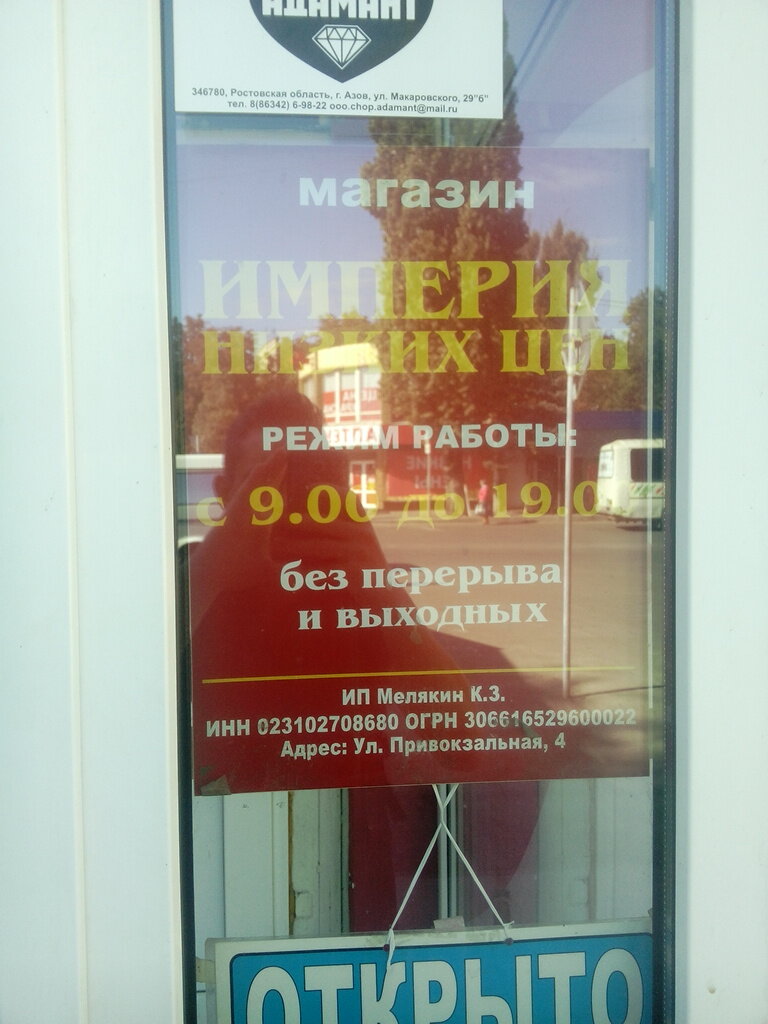 АДАМАНТ
346780, Ростовская область, г. Азов, ул. Макаровского, 29"б"
тел. 8(86342) 6-98-22 ooo.chop.adamant@mail.ru
магазин
ИМПЕРИЯ
НИЗКИХ ЦЕН
РЕЖИМ РАБОТЫ:
с 9.00 до 19.0
без перерыва
и выходных
ИП Мелякин К.З.
ИНН 023102708680 ОГРН 306616529600022
Адрес: Ул. Привокзальная, 4
ОТКРЫТО